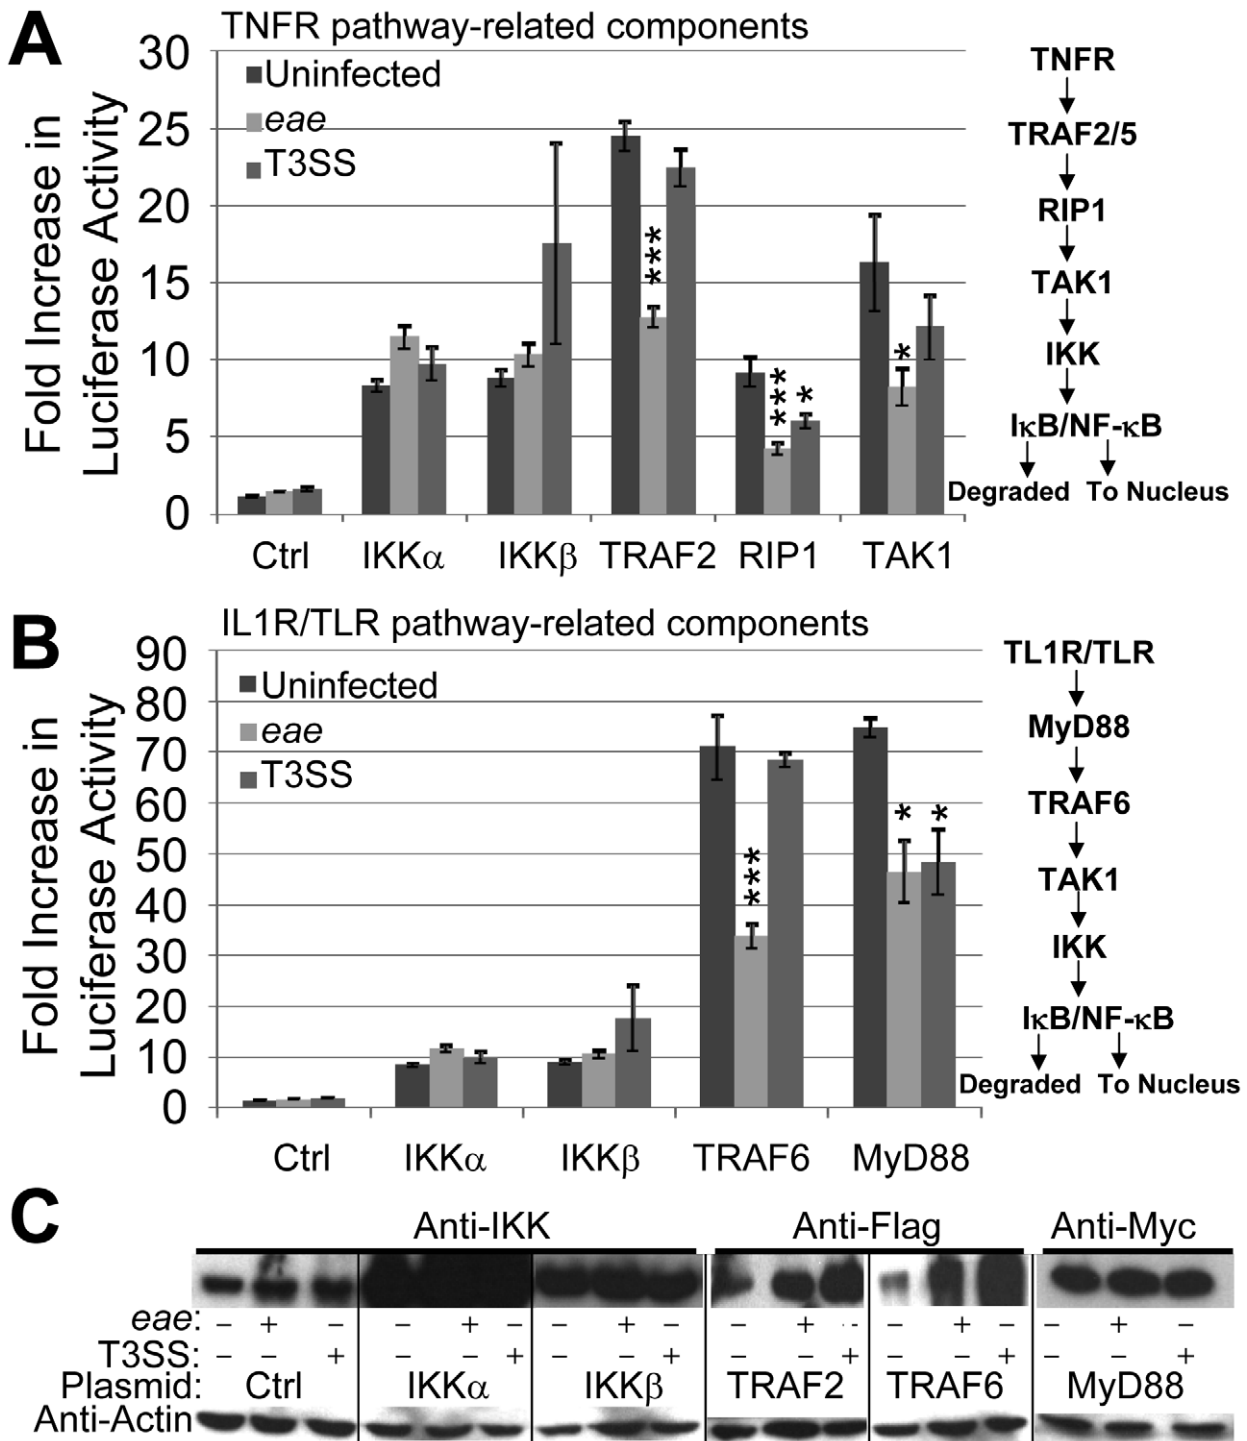 A
TNFR pathway-related components
Fold Increase in
Luciferase Activity
30
25
20
15
10
5
0
Uninfected
eae
T3SS
***
***
*
*
Ctrl
IKKα
IKKβ
TRAF2
RIP1
TAK1
TNFR
TRAF2/5
RIP1
TAK1
IKK
IκB/NF-κB
Degraded To Nucleus
B
IL1R/TLR pathway-related components
Fold Increase in
Luciferase Activity
90
80
70
60
50
40
30
20
10
0
Uninfected
eae
T3SS
***
*
*
Ctrl
IKKα
IKKβ
TRAF6
MyD88
TL1R/TLR
MyD88
TRAF6
TAK1
IKK
IκB/NF-κB
Degraded To Nucleus
C
Anti-IKK Anti-Flag Anti-Myc
eae: – + – – + – – + – – + - – + – – + –
T3SS: – – + – – + – – + – – + – – + – – +
Plasmid: Ctrl IKKα IKKβ TRAF2 TRAF6 MyD88
Anti-Actin